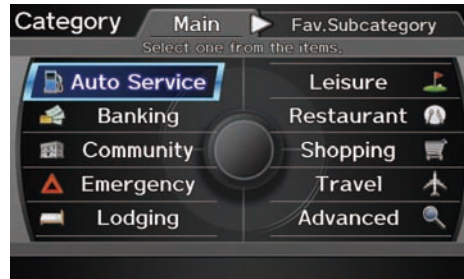 Category Main Fav.Subcategory
Select one from the items.
Auto Service Leisure
Banking Restaurant
Community Shopping
Emergency Travel
Lodging Advanced